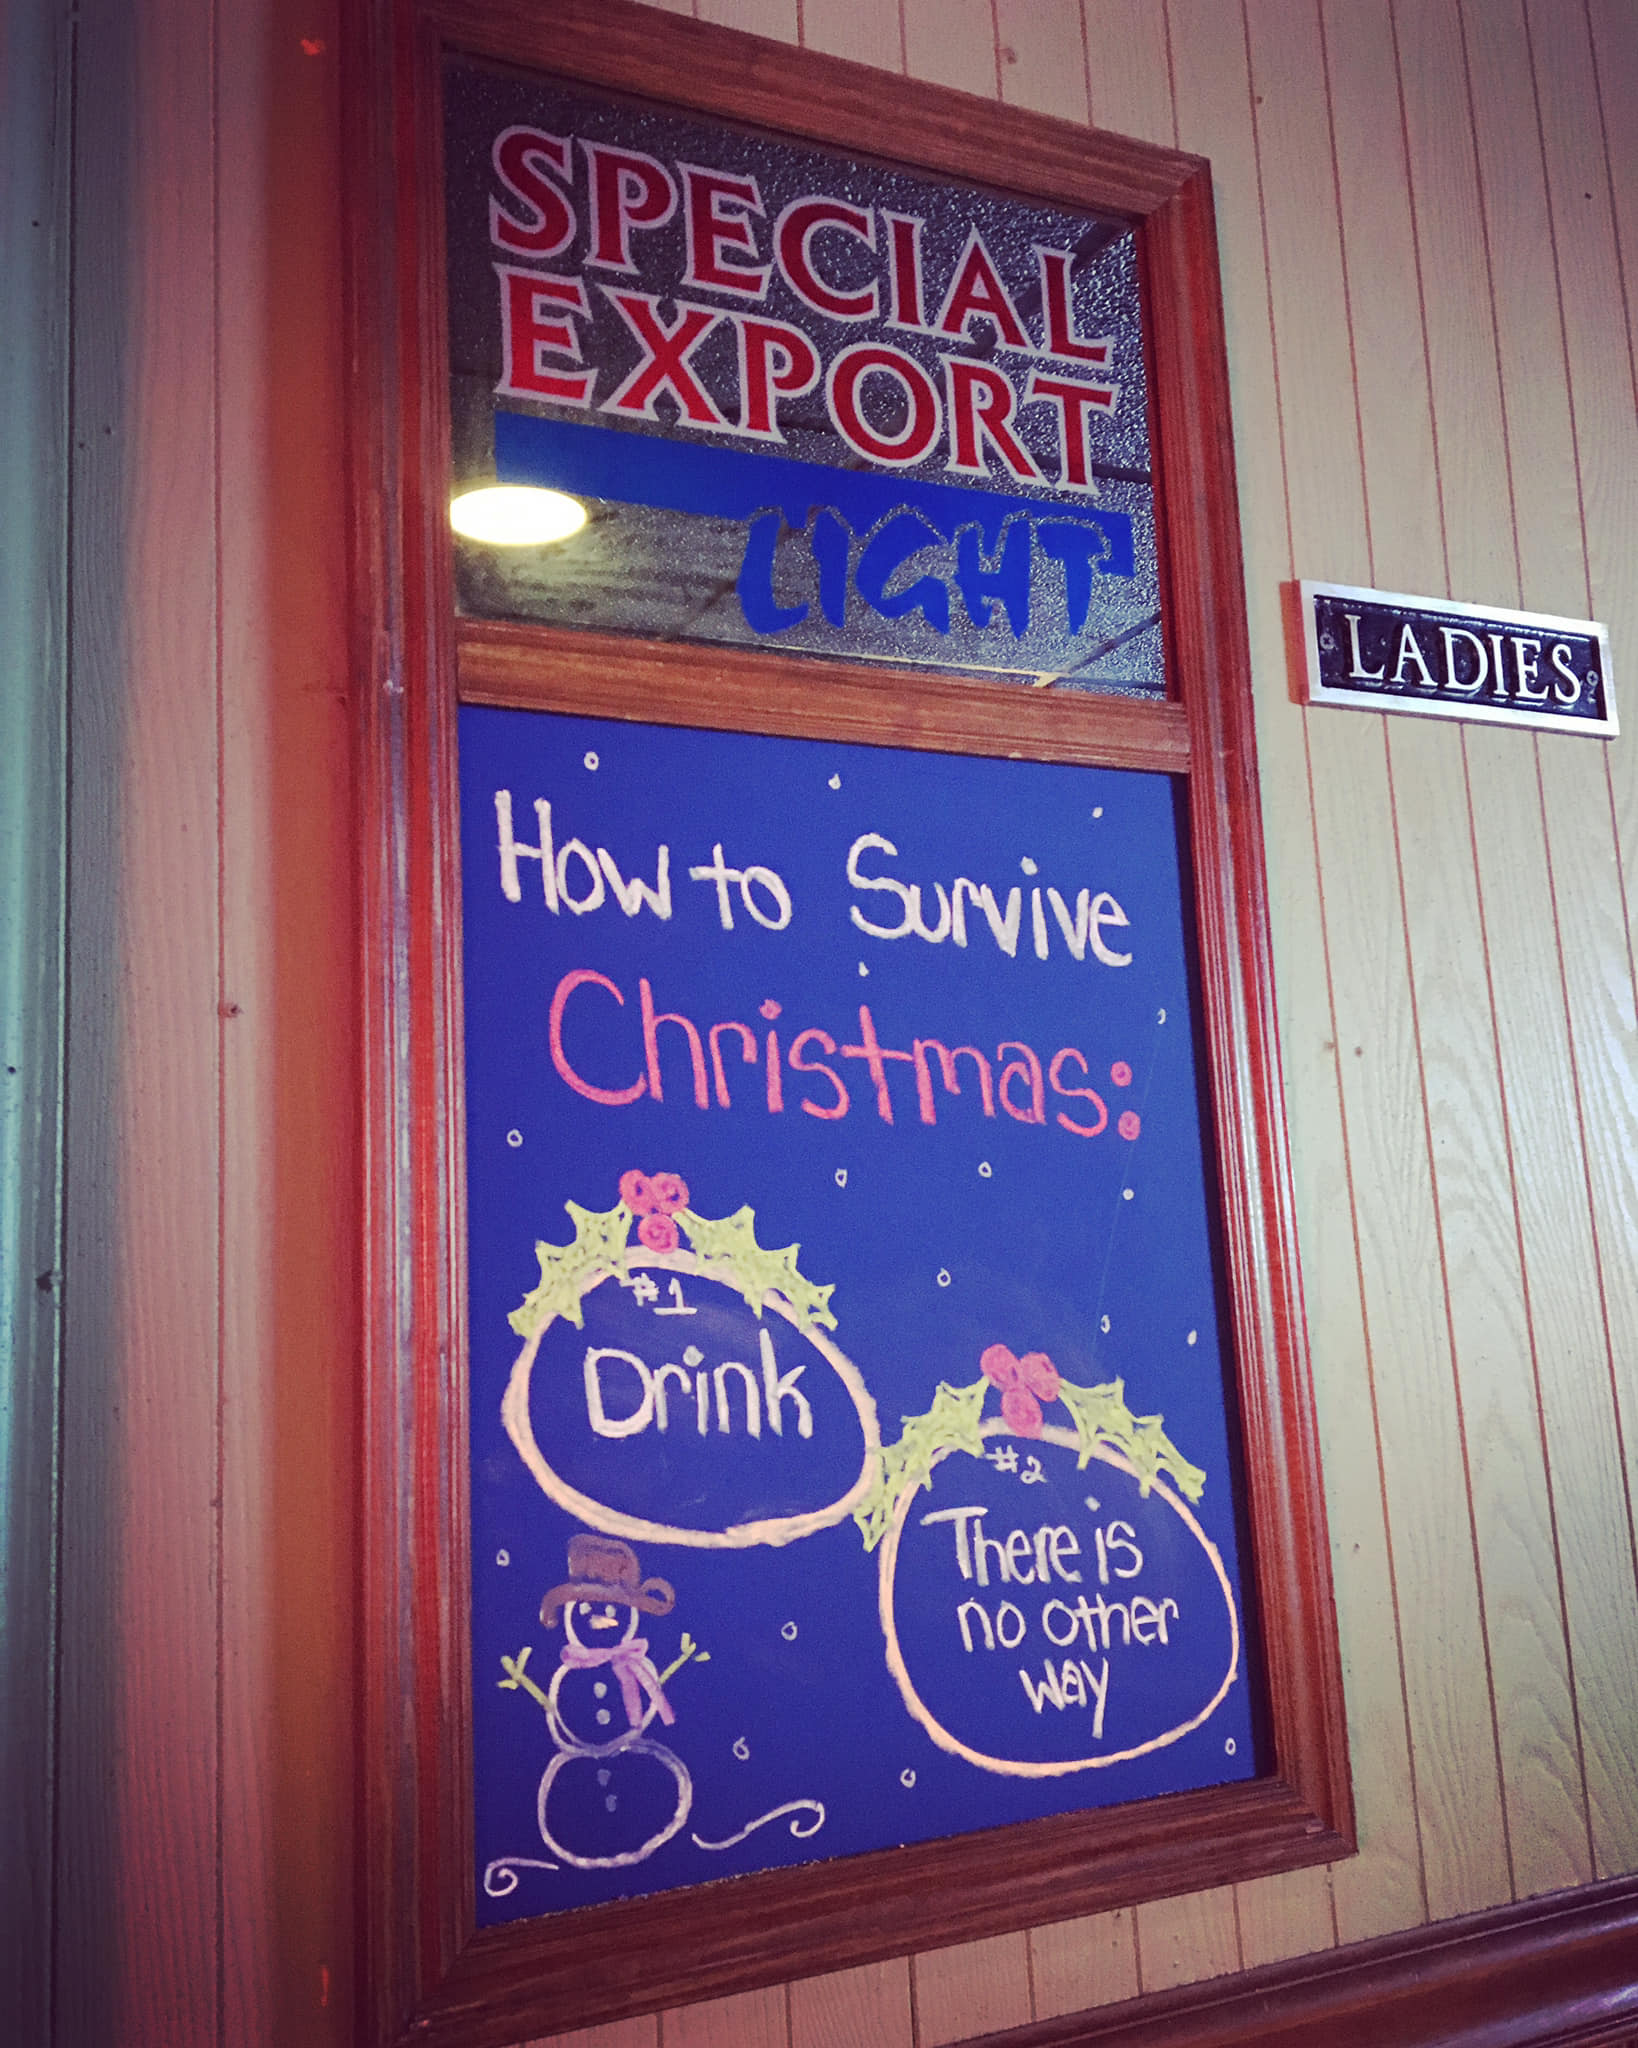 SPECIAL
EXPORT
LIGHT
LADIES
How to Survive
Christmas:
#1
Drink
#2
There is
no other
way